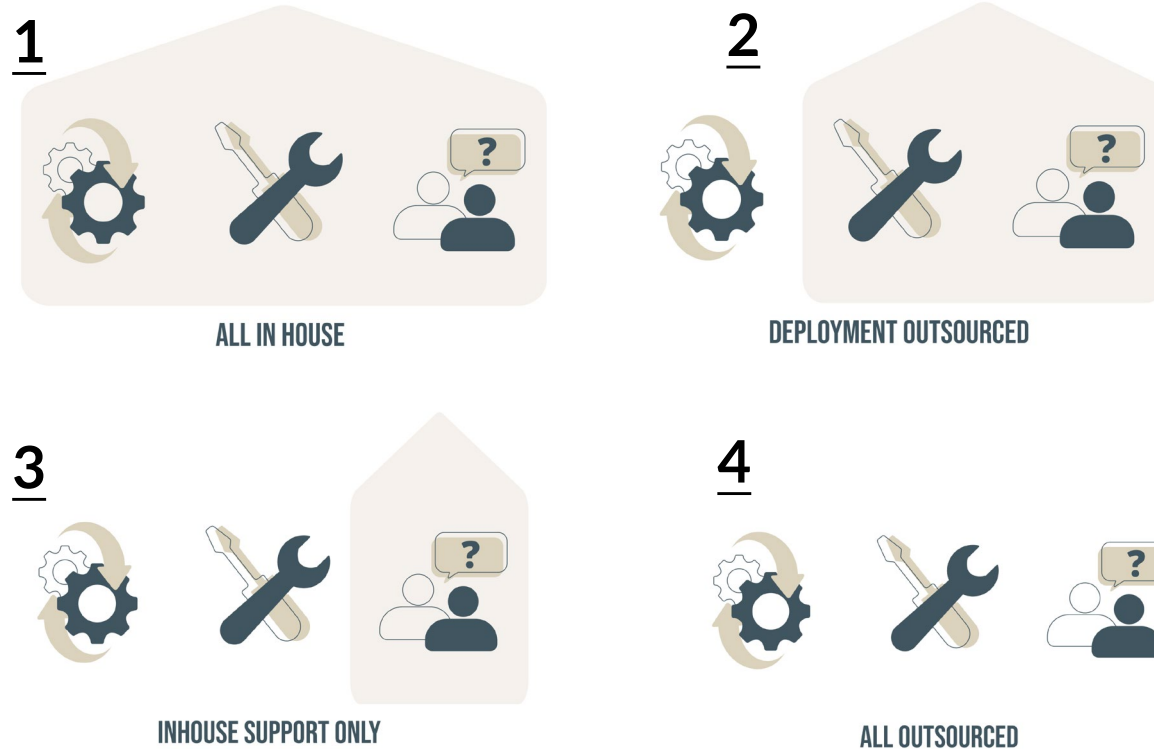 1
?
ALL IN HOUSE
2
?
DEPLOYMENT OUTSOURCED
3
?
INHOUSE SUPPORT ONLY
4
?
ALL OUTSOURCED